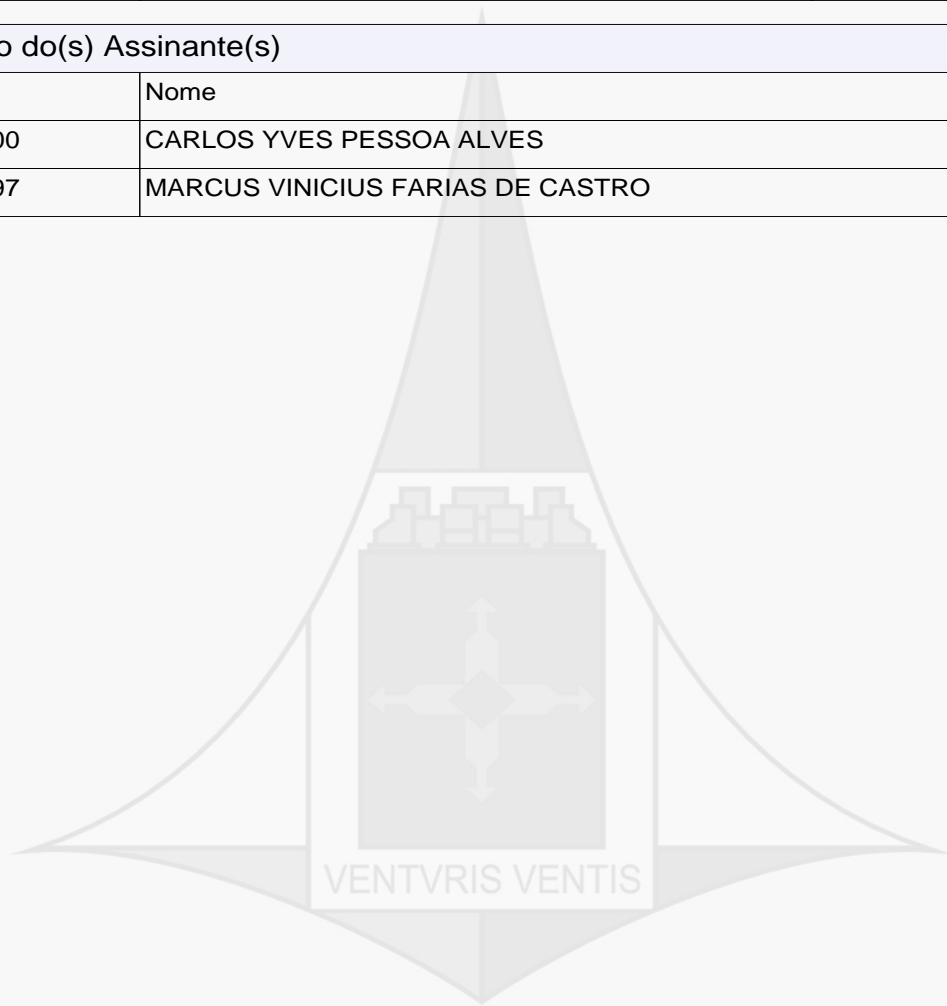 o do(s) Assinante(s)
Nome
00 CARLOS YVES PESSOA ALVES
97 MARCUS VINICIUS FARIAS DE CASTRO
VENTVRIS VENTIS